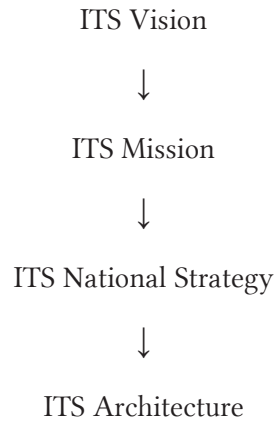 ITS Vision
↓
ITS Mission
↓
ITS National Strategy
↓
ITS Architecture